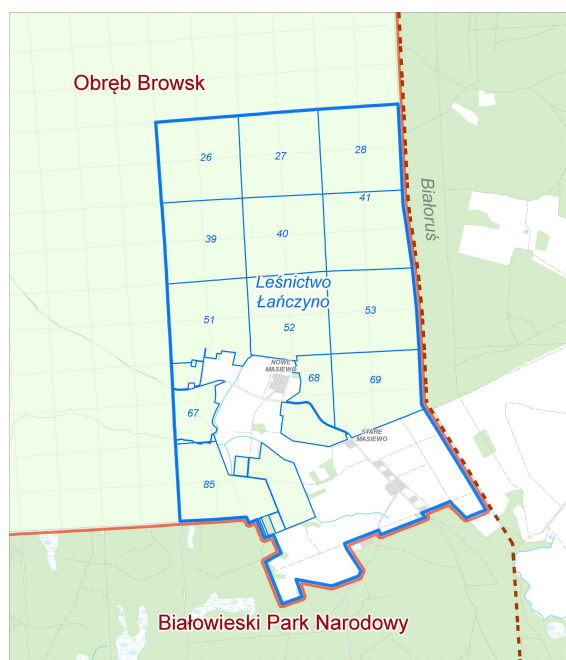 Obręb Browsk
26
27
28
41
Białoruś
39
40
Leśnictwo
Łańczyno
51
52
53
NOWE
MASIEWO
68
69
67
STARE
MASIEWO
85
Białowieski Park Narodowy